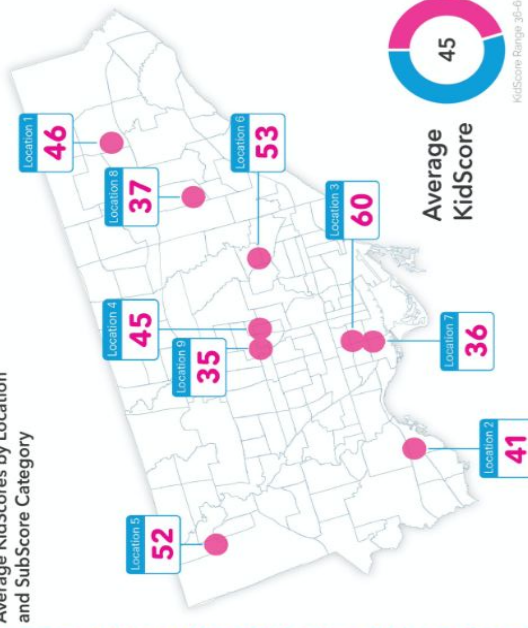 Average KidScores by Location
and SubScore Category
Location 1
46
Location 8
37
Location 6
53
Location 4
45
Location 9
35
Location 3
60
Location 5
52
Location 7
36
Location 2
41
Average
KidScore
45
KidScore Range 36-6